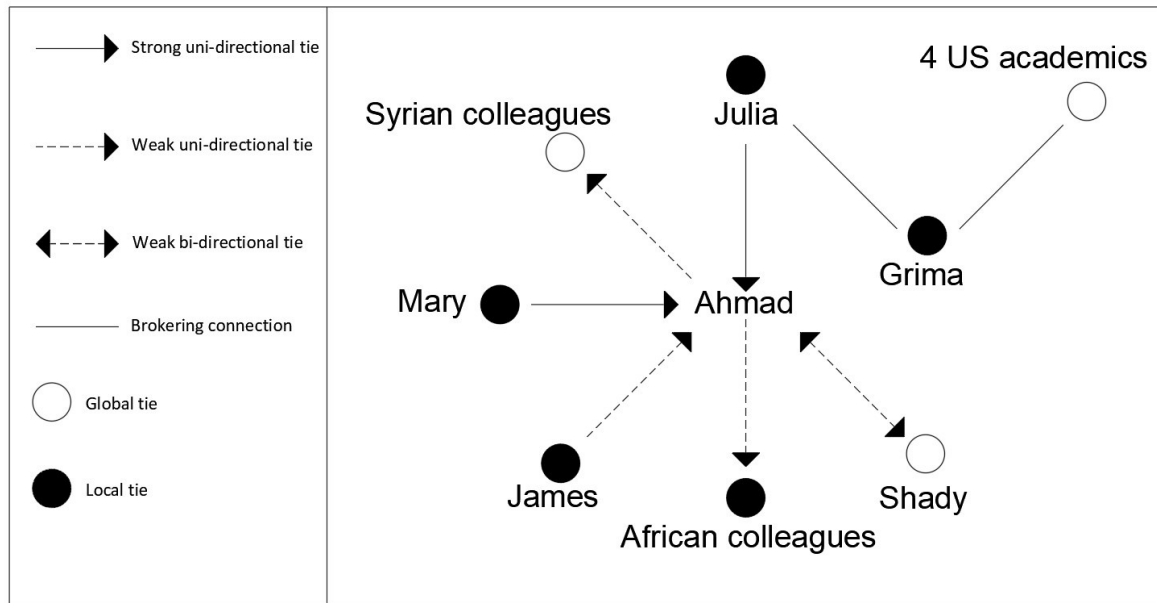 Strong uni-directional tie
Weak uni-directional tie
Weak bi-directional tie
Brokering connection
Global tie
Local tie
4 US academics
Syrian colleagues
Julia
Grima
Mary
Ahmad
James
African colleagues
Shady